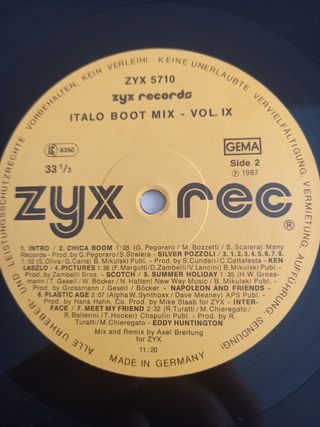 ALLE URHEBER- UND LEISTUNGSSCHUTZRECHTE VORBEHALTEN. KEIN VERLEIH! KEINE UNERLAUBTE VERVIELFÄLTIGUNG, VERMIETUNG, AUFFÜHRUNG, SENDUNG!
ZYX 5710
zyx records
ITALO BOOT MIX - VOL. IX
LC 6350
GEMA
33 1/3
Side 2
℗ 1987
zyx rec ®
1. INTRO / 2. CHICA BOOM 1:35 (G. Pegoraro / M. Bozzetti / S. Scalera) Many
Records - Prod. by G. Pegoraro/S. Scalera) - SILVER POZZOLI / 3. 1.2.3.4.5.6.7.8.
1:52 (S. Oliva/G. Carla) B. Mikulski Publ. - Prod by S. Cundari/C. Cattafesta - KEN
LASZLO / 4. PICTURES 1:36 (F. Margutti/D. Zambelli/V. Lancini) B. Mikulski Publ. -
Prod by Zambelli Bros. - SCOTCH / 5. SUMMER HOLIDAY 1:31 (H.W. Gross-
mann / T. Gesell / W. Böcker / N. Hatten) New Way Music / B. Mikulski Publ. -
Prod. by Grossmann / Gesell / Böcker - NAPOLEON AND FRIENDS -
6. PLASTIC AGE 2:07 (Alpha W. Synthoxx / Dave Meaney) APS Publ. -
Prod by Hans Hahn, Co. Prod. by Mike Staab for ZYX - INTER-
FACE / 7. MEET MY FRIEND 2:10 (R. Turatti/M. Chieregato/
R. Ballerini / T. Hooker) Chapulin Publ. - Prod. by R.
Turatti/M. Chieregato - EDDY HUNTINGTON
Mix and Remix by Axel Breitung for
ZYX
11:20
MADE IN GERMANY